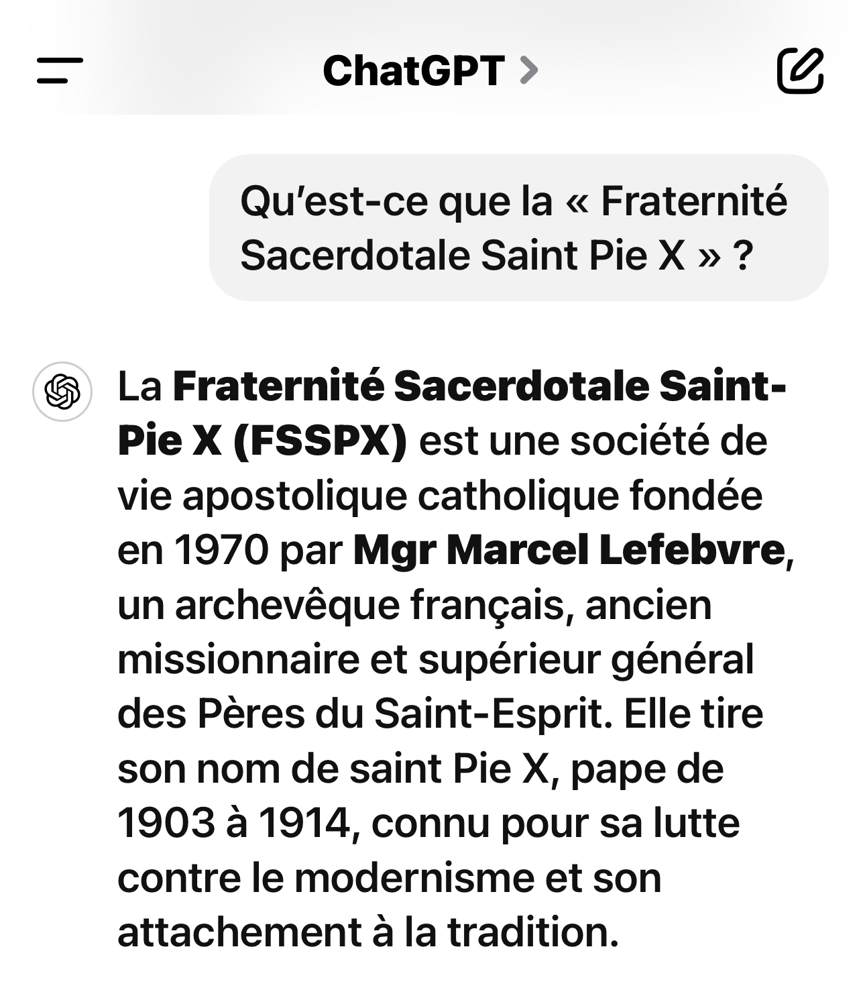 ChatGPT
Qu’est-ce que la « Fraternité
Sacerdotale Saint Pie X » ?
La Fraternité Sacerdotale Saint-
Pie X (FSSPX) est une société de
vie apostolique catholique fondée
en 1970 par Mgr Marcel Lefebvre,
un archevêque français, ancien
missionnaire et supérieur général
des Pères du Saint-Esprit. Elle tire
son nom de saint Pie X, pape de
1903 à 1914, connu pour sa lutte
contre le modernisme et son
attachement à la tradition.